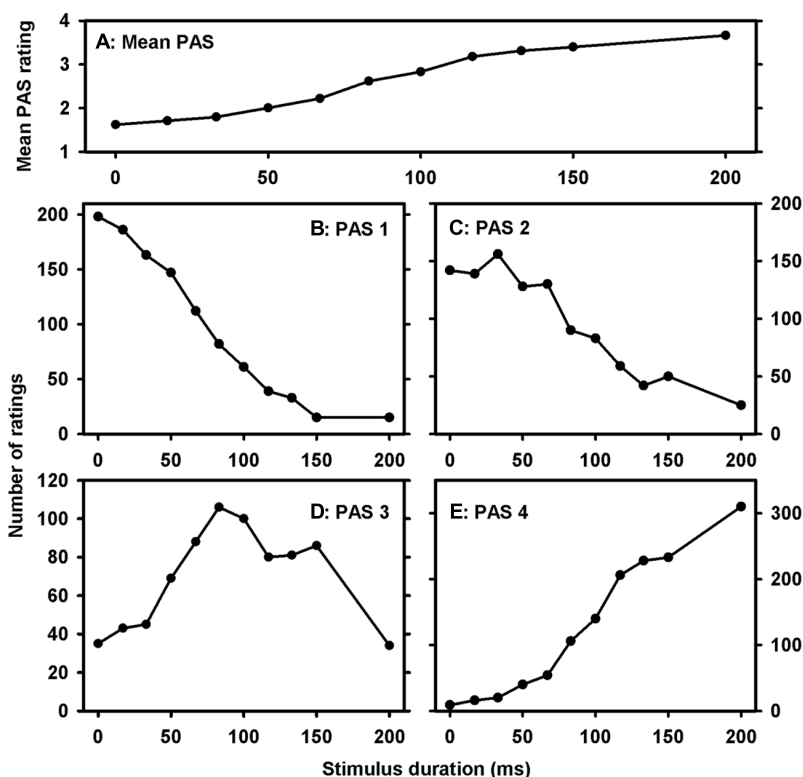 A: Mean PAS
Mean PAS rating
4
3
2
1
0 50 100 150 200
B: PAS 1
200
150
100
50
0
0 50 100 150 200
C: PAS 2
200
150
100
50
0
0 50 100 150 200
Number of ratings
D: PAS 3
120
100
80
60
40
20
0
0 50 100 150 200
E: PAS 4
300
200
100
0
0 50 100 150 200
Stimulus duration (ms)